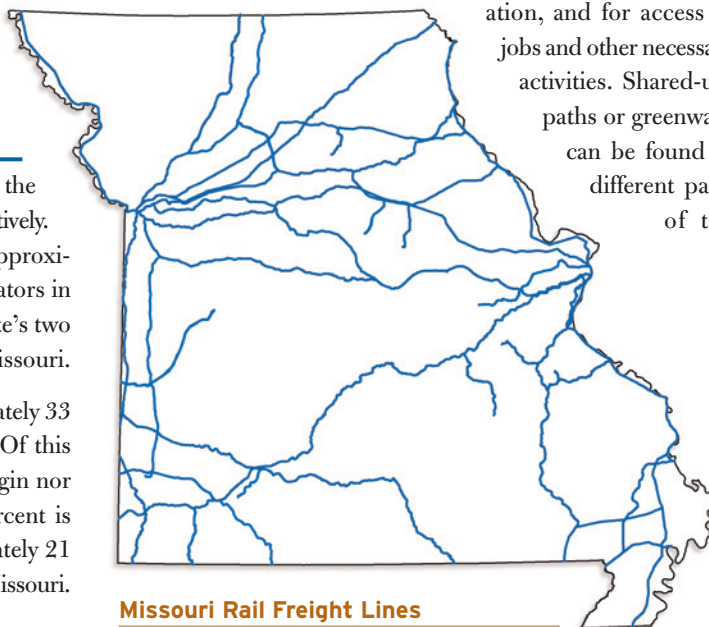 the
tively.
pproxi-
ators in
te's two
issouri.
ately 33
Of this
gin nor
rcent is
ately 21
issouri.
ation, and for access
jobs and other necessa
activities. Shared-u
paths or greenwa
can be found
different pa
of t
Missouri Rail Freight Lines